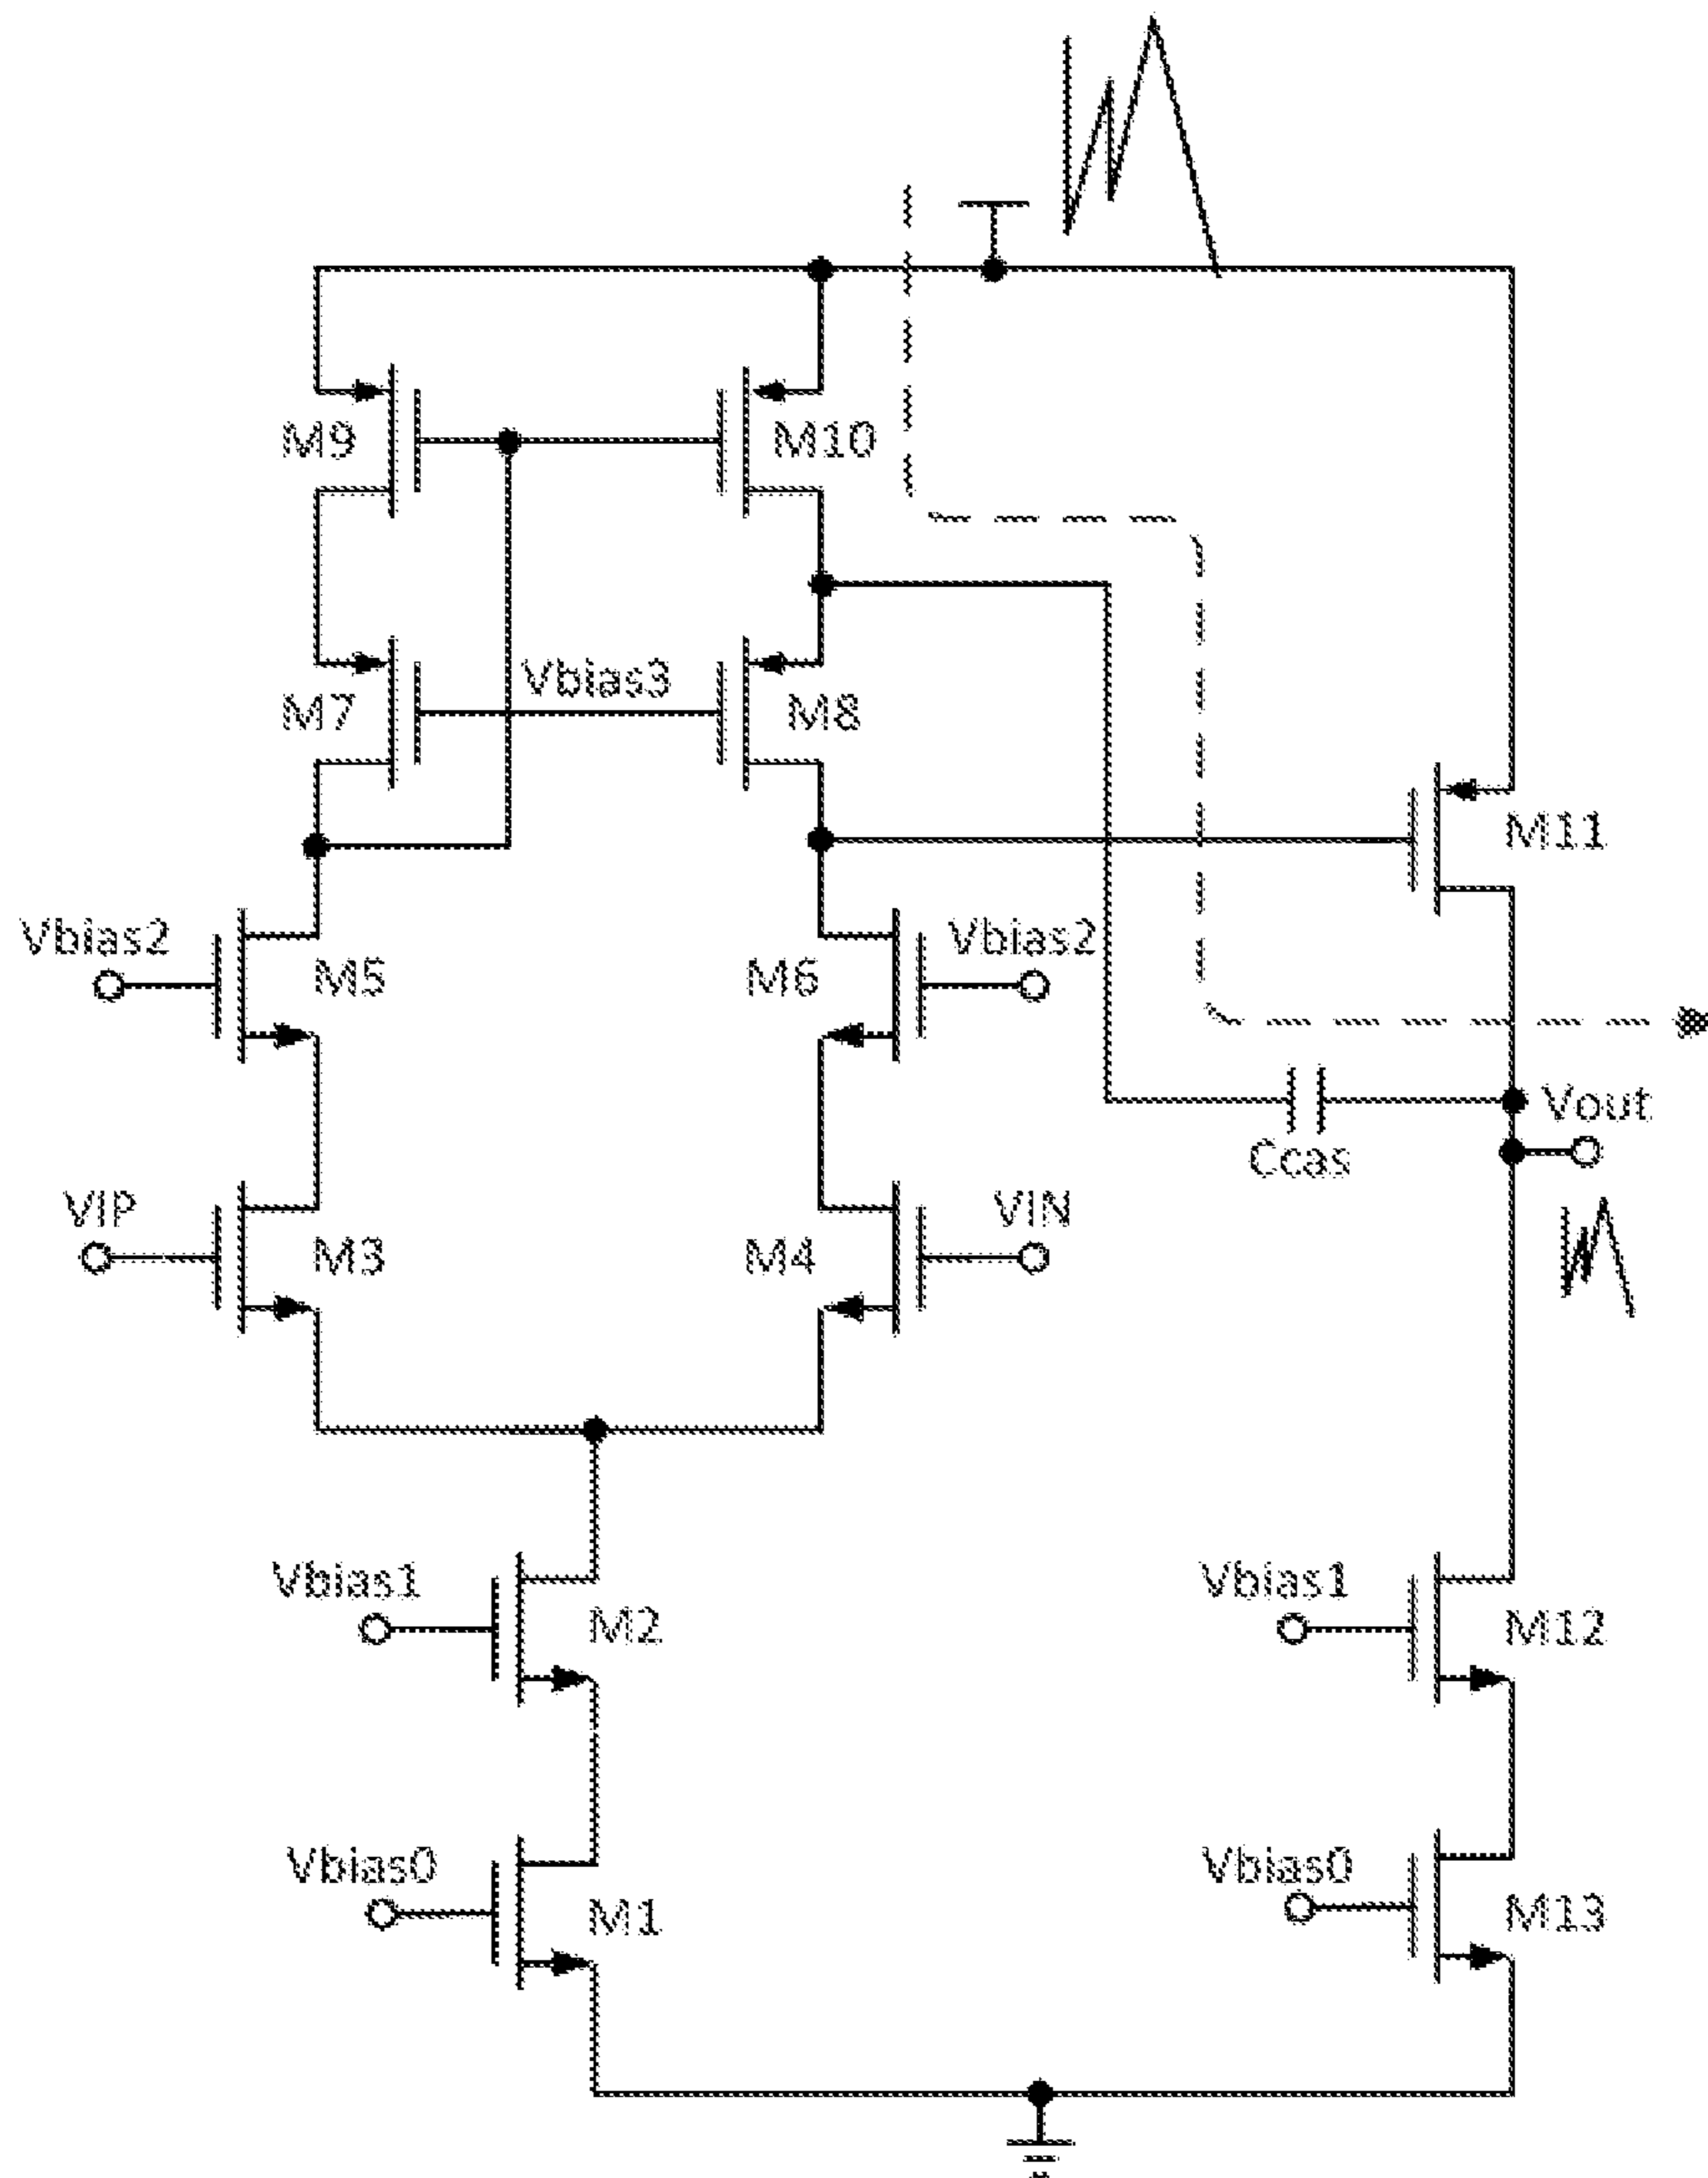 M9
M10
Vbias3
M7
M8
M11
Vbias2
Vbias2
M5
M6
Vout
Ccas
VIP
VIN
M3
M4
Vbias1
Vbias1
M2
M12
Vbias0
Vbias0
M1
M13